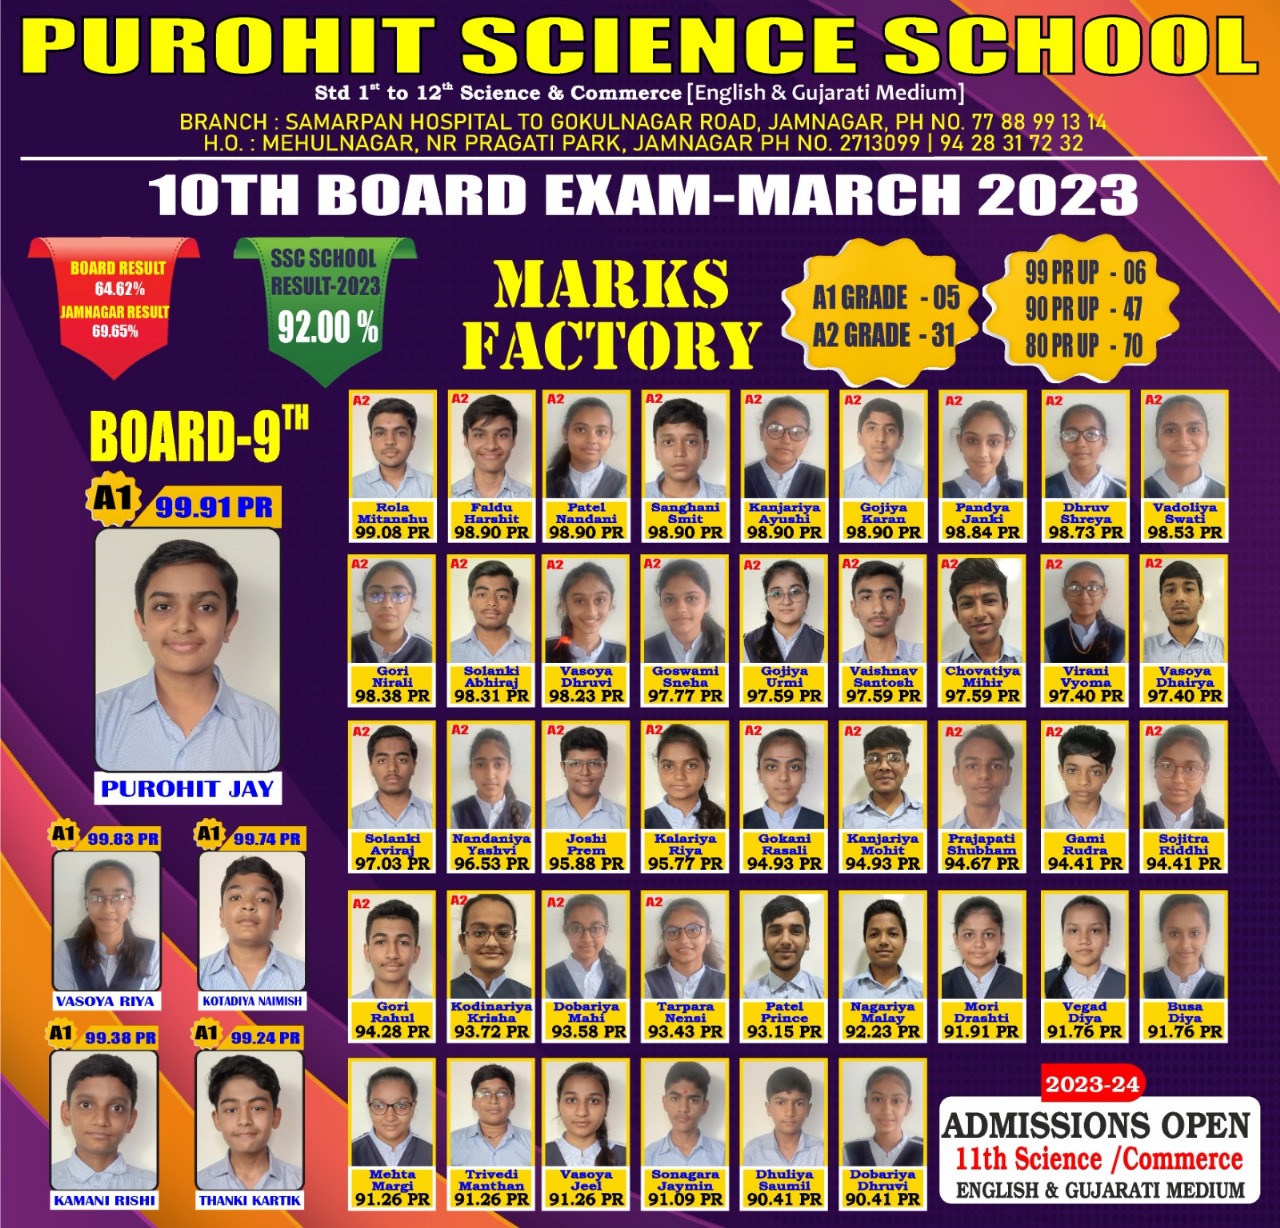 PUROHIT SCIENCE SCHOOL
Std 1st to 12th Science & Commerce [English & Gujarati Medium]
BRANCH : SAMARPAN HOSPITAL TO GOKULNAGAR ROAD, JAMNAGAR, PH NO. 77 88 99 13 14
H.O. : MEHULNAGAR, NR PRAGATI PARK, JAMNAGAR PH NO. 2713099 | 94 28 31 72 32
10TH BOARD EXAM-MARCH 2023
BOARD RESULT
64.62%
JAMNAGAR RESULT
69.65%
SSC SCHOOL
RESULT-2023
92.00 %
MARKS
FACTORY
A1 GRADE - 05
A2 GRADE - 31
99 PR UP - 06
90 PR UP - 47
80 PR UP - 70
BOARD-9TH
A1 99.91 PR
PUROHIT JAY
A1 99.83 PR
VASOYA RIYA
A1 99.74 PR
KOTADIYA NAIMISH
A1 99.38 PR
KAMANI RISHI
A1 99.24 PR
THANKI KARTIK
A2
Rola
Mitanshu
99.08 PR
A2
Faldu
Harshit
98.90 PR
A2
Patel
Nandani
98.90 PR
A2
Sanghani
Smit
98.90 PR
A2
Kanjariya
Ayushi
98.90 PR
A2
Gojiya
Karan
98.90 PR
A2
Pandya
Janki
98.84 PR
A2
Dhruv
Shreya
98.73 PR
A2
Vadoliya
Swati
98.53 PR
A2
Gori
Nirali
98.38 PR
A2
Solanki
Abhiraj
98.31 PR
A2
Vasoya
Dhruvi
98.23 PR
A2
Goswami
Sneha
97.77 PR
A2
Gojiya
Urmi
97.59 PR
A2
Vaishnav
Santosh
97.59 PR
A2
Chovatiya
Mihir
97.59 PR
A2
Virani
Vyoma
97.40 PR
A2
Vasoya
Dhairya
97.40 PR
A2
Solanki
Aviraj
97.03 PR
A2
Nandaniya
Yashvi
96.53 PR
A2
Joshi
Prem
95.88 PR
A2
Kalariya
Riya
95.77 PR
A2
Gokani
Rasali
94.93 PR
A2
Kanjariya
Mohit
94.93 PR
A2
Prajapati
Shubham
94.67 PR
A2
Gami
Rudra
94.41 PR
A2
Sojitra
Riddhi
94.41 PR
A2
Gori
Rahul
94.28 PR
A2
Kodinariya
Krisha
93.72 PR
A2
Dobariya
Mahi
93.58 PR
A2
Tarpara
Nensi
93.43 PR
Patel
Prince
93.15 PR
Nagariya
Malay
92.23 PR
Mori
Drashti
91.91 PR
Vegad
Diya
91.76 PR
Busa
Diya
91.76 PR
Mehta
Margi
91.26 PR
Trivedi
Manthan
91.26 PR
Vasoya
Jeel
91.26 PR
Sonagara
Jaymin
91.09 PR
Dhuliya
Saumil
90.41 PR
Dobariya
Dhruvi
90.41 PR
2023-24
ADMISSIONS OPEN
11th Science /Commerce
ENGLISH & GUJARATI MEDIUM